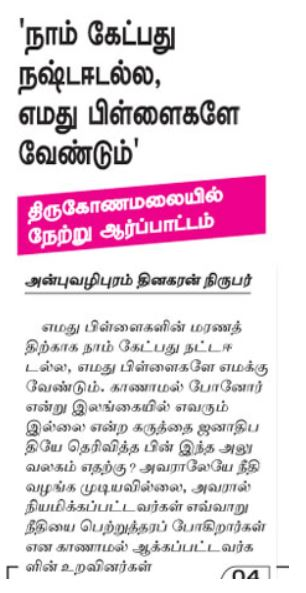 'நாம் கேட்பது
நஷ்டஈடல்ல,
எமது பிள்ளைகளே
வேண்டும்'
திருகோணமலையில்
நேற்று ஆர்ப்பாட்டம்
அன்புவழிபுரம் தினகரன் நிருபர்
எமது பிள்ளைகளின் மரணத்
திற்காக நாம் கேட்பது நட்டஈ
டல்ல, எமது பிள்ளைகளே எமக்கு
வேண்டும். காணாமல் போனோர்
என்று இலங்கையில் எவரும்
இல்லை என்ற கருத்தை ஜனாதிப
தியே தெரிவித்த பின் இந்த அலு
வலகம் எதற்கு? அவராலேயே நீதி
வழங்க முடியவில்லை, அவரால்
நியமிக்கப்பட்டவர்கள் எவ்வாறு
நீதியை பெற்றுத்தரப் போகிறார்கள்
என காணாமல் ஆக்கப்பட்டவர்க
ளின் உறவினர்கள்
04